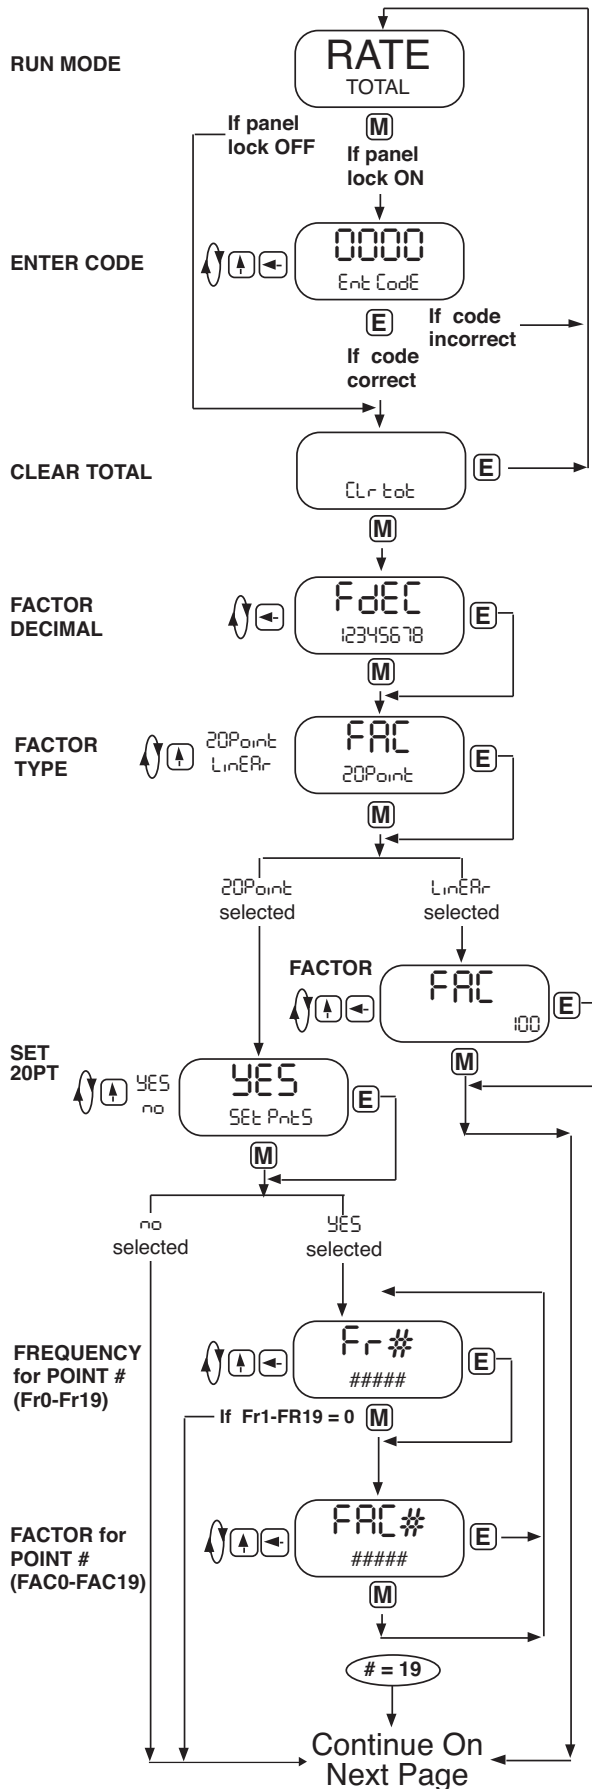 RUN MODE
RATE
TOTAL
If panel
lock OFF
M
If panel
lock ON
ENTER CODE
0000
Ent CodE
E
If code
incorrect
If code
correct
CLEAR TOTAL
CLr tot
E
M
FACTOR
DECIMAL
FdEC
12345678
E
M
FACTOR
TYPE
20Point
LinEAr
FAC
20Point
E
M
20Point
selected
LinEAr
selected
FACTOR
FAC
100
E
M
SET
20PT
YES
no
YES
SEt PntS
E
M
no
selected
YES
selected
FREQUENCY
for POINT #
(Fr0-Fr19)
Fr#
#####
E
If Fr1-FR19 = 0
M
FACTOR for
POINT #
(FAC0-FAC19)
FAC#
#####
E
M
# = 19
Continue On
Next Page